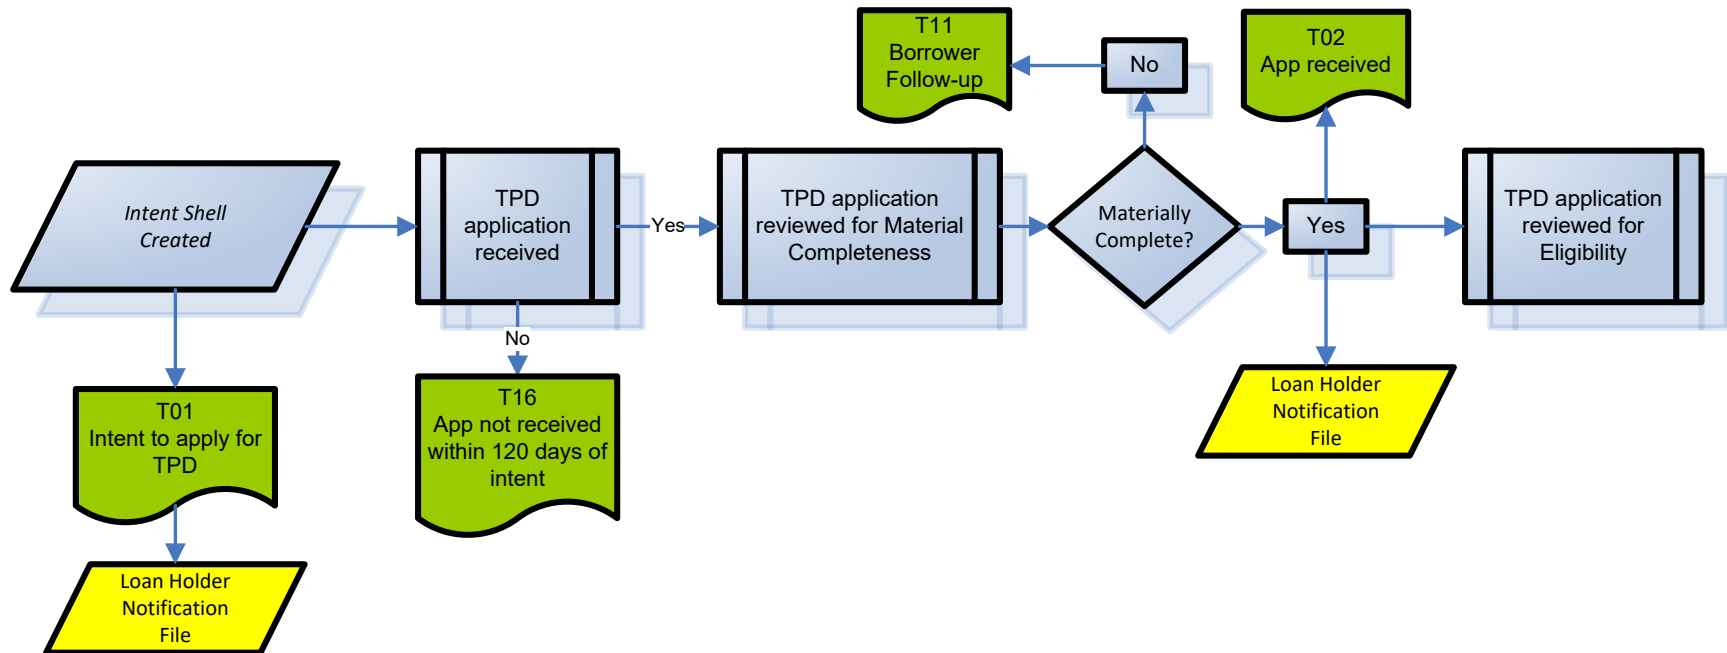 T11
Borrower
Follow-up
No
T02
App received
Intent Shell
Created
TPD
application
received
Yes
TPD application
reviewed for Material
Completeness
Materially
Complete?
Yes
TPD application
reviewed for
Eligibility
No
T01
Intent to apply for
TPD
T16
App not received
within 120 days of
intent
Loan Holder
Notification
File
Loan Holder
Notification
File